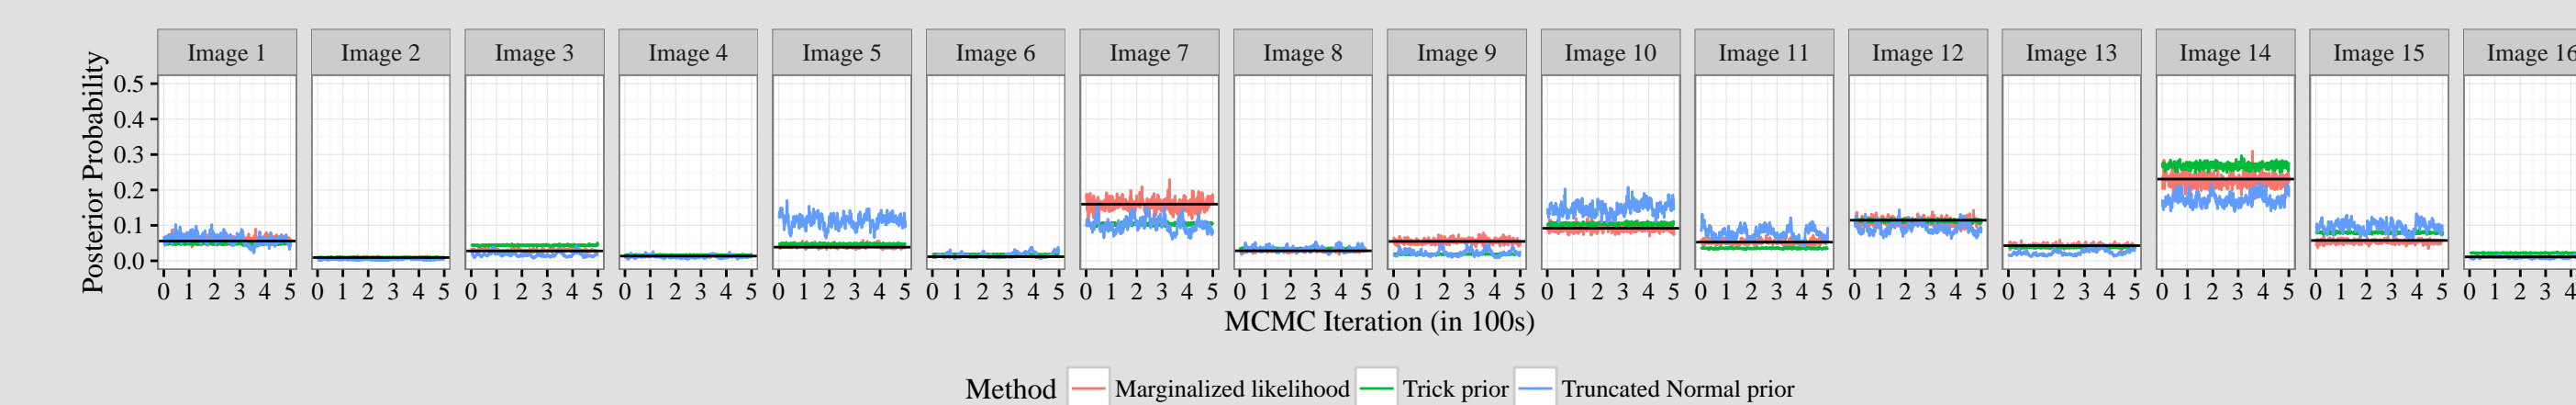 Image 1 Image 2 Image 3 Image 4 Image 5 Image 6 Image 7 Image 8 Image 9 Image 10 Image 11 Image 12 Image 13 Image 14 Image 15 Image 16
Posterior Probability
0.5
0.4
0.3
0.2
0.1
0.0
0 1 2 3 4 5 0 1 2 3 4 5 0 1 2 3 4 5 0 1 2 3 4 5 0 1 2 3 4 5 0 1 2 3 4 5 0 1 2 3 4 5 0 1 2 3 4 5 0 1 2 3 4 5 0 1 2 3 4 5 0 1 2 3 4 5 0 1 2 3 4 5 0 1 2 3 4 5 0 1 2 3 4 5 0 1 2 3 4 5 0 1 2 3 4
MCMC Iteration (in 100s)
Method Marginalized likelihood Trick prior Truncated Normal prior